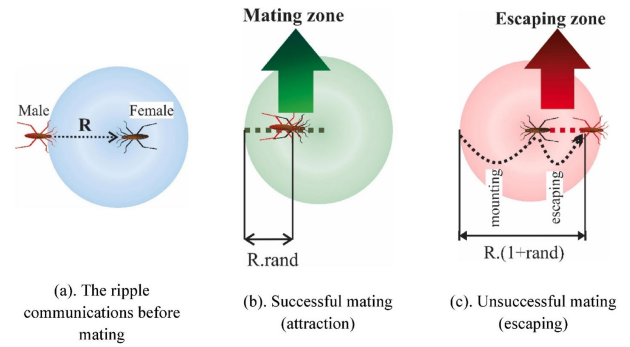 Mating zone
Escaping zone
Male
Female
R
mounting
escaping
R.rand
R.(1+rand)
(a). The ripple
communications before
mating
(b). Successful mating
(attraction)
(c). Unsuccessful mating
(escaping)